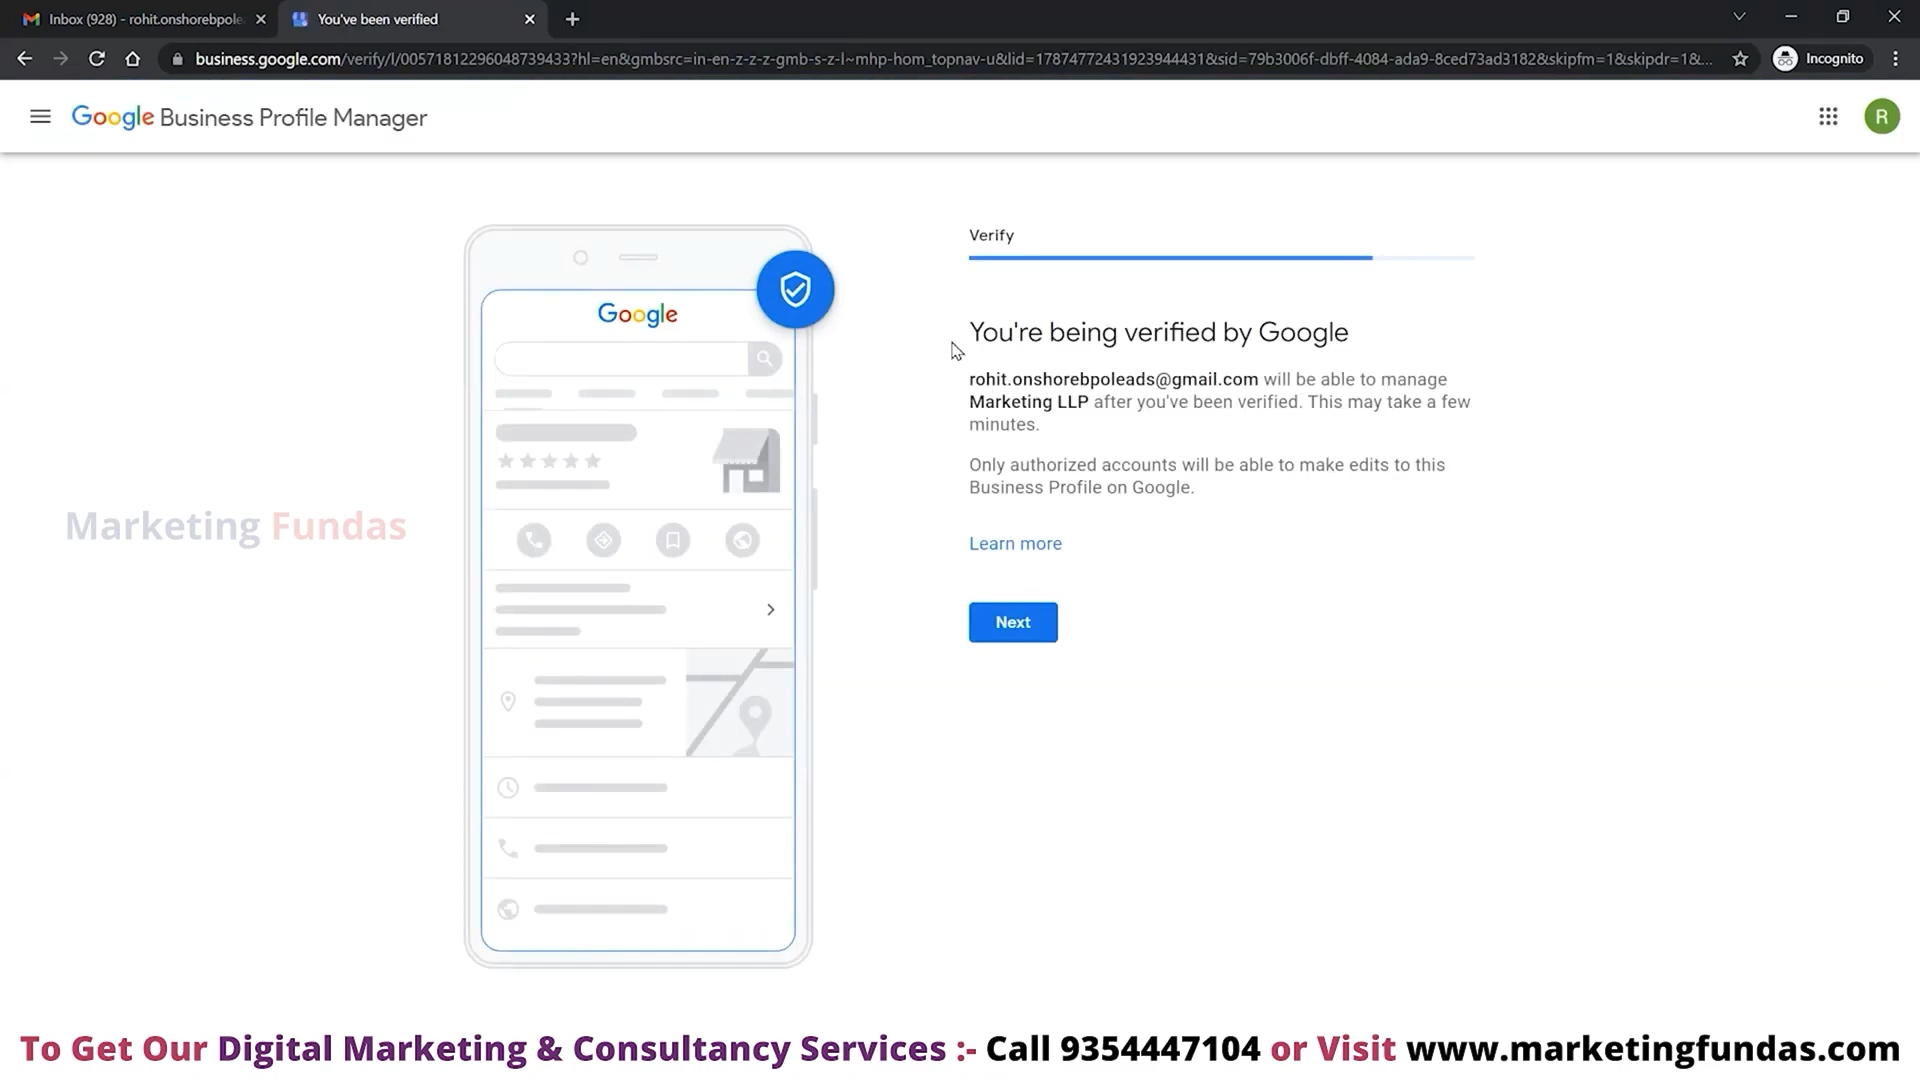 Inbox (928) - rohit.onshorebpole
You've been verified
business.google.com/verify/l/00571812296048739433?hl=en&gmbsrc=in-en-z-z-z-gmb-s-z-l~mhp-hom_topnav-u&lid=17874772431923944431&sid=79b3006f-dbff-4084-ada9-8ced73ad3182&skipfm=1&skipdr=1&...
Incognito
Google Business Profile Manager
R
Verify
Google
You're being verified by Google
rohit.onshorebpoleads@gmail.com will be able to manage
Marketing LLP after you've been verified. This may take a few
minutes.
Only authorized accounts will be able to make edits to this
Business Profile on Google.
Marketing Fundas
Learn more
Next
To Get Our Digital Marketing & Consultancy Services :- Call 9354447104 or Visit www.marketingfundas.com